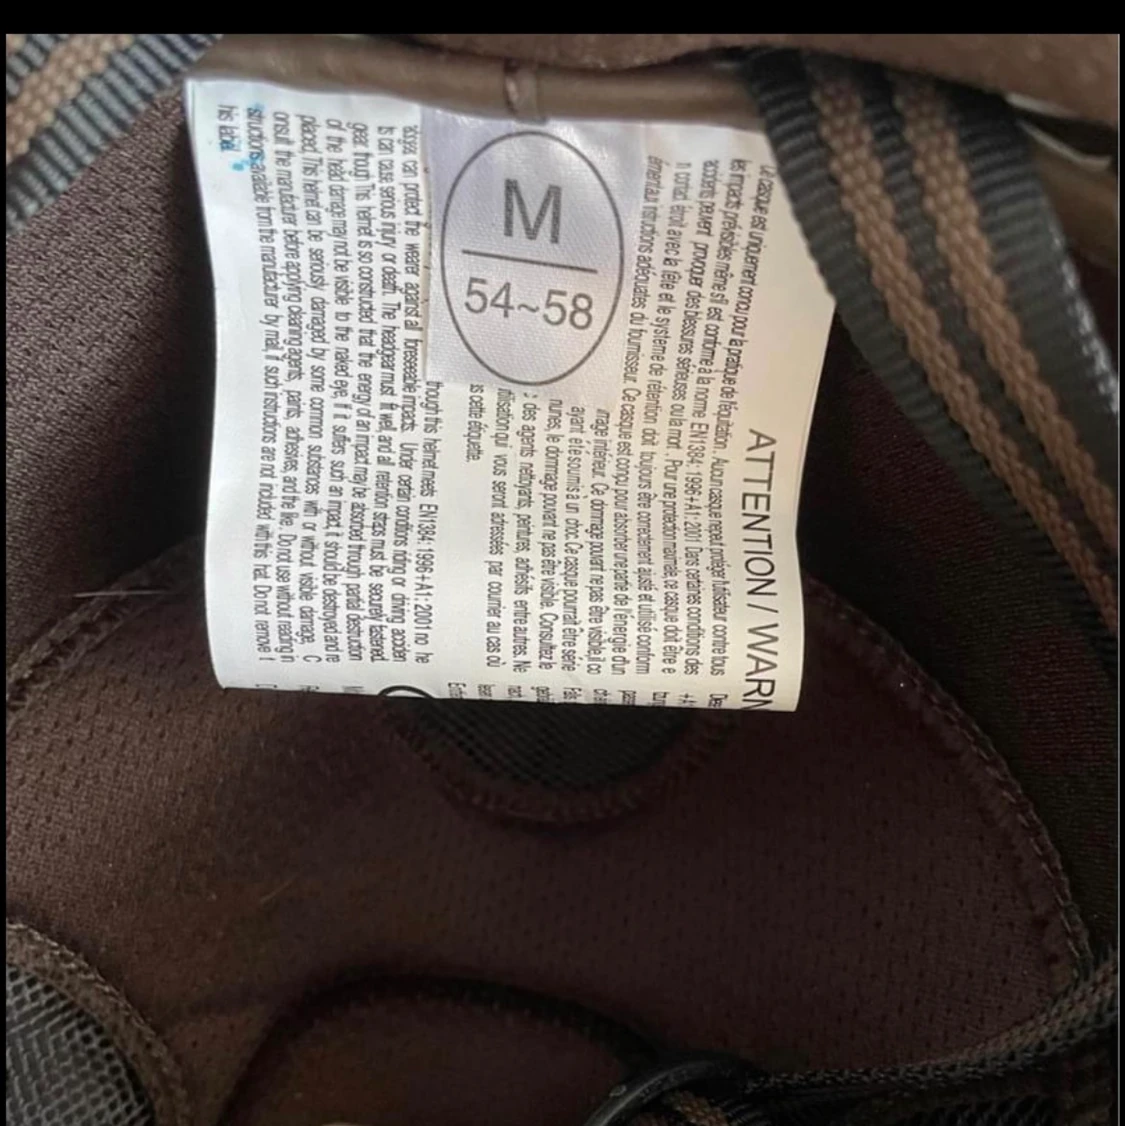 ATTENTION / WARN
Ce casque est uniquement conçu pour la pratique de l'équitation . Aucun casque ne peut protéger l'utilisateur contre tous
les impacts prévisibles même s'il est conforme à la norme EN1384: 1996+A1: 2001 Dans certaines conditions des
accidents peuvent provoquer des blessures sérieuses ou la mort . Pour une protection maximale, ce casque doit être e
n contact étroit avec la tête et le systeme de rétention doit toujours être correctement ajusté et utilisé conform
ément aux instructions adéquates du fournisseur. Ce casque est conçu pour absorber une partie de l'énergie d'un
mage intérieur. Ce dommage pouvant ne pas être visible, il co
ayant été soumis à un choc. Ce casque pourrait être série
le dommage pouvant ne pas être visible. Consultez le
des agents nettoyants, peintures, adhésifs entre autres. Ne
utilisation qui vous seront adressées par courrier au cas où
s cette étiquette.
M
54~58
though this helmet meets EN1384: 1996+A1: 2001 no he
adgear can protect the wearer against all foreseeable impacts. Under certain conditions riding or driving acciden
ts can cause serious injury or death. The headgear must fit well, and all retention straps must be securely fastened.
gear though This helmet is so constructed that the energy of an impact may be absorbed through partial destruction
of the held damage may not be visible to the naked eye, if it suffers such an impact it should be destroyed and re
placed. This helmet can be seriously damaged by some common substances with or without visible damage. C
onsult the manufacturer before applying cleaning agents, paints, adhesives, and the like. Do not use without reading in
structions available from the manufacturer by mail, if such instructions are not included with this hat. Do not remove t
his label.